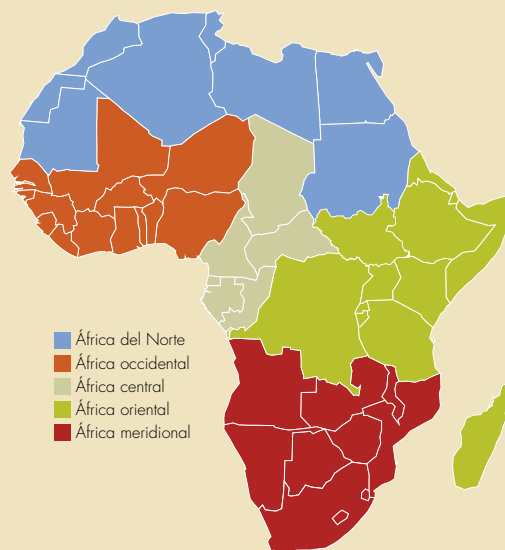 África del Norte
África occidental
África central
África oriental
África meridional